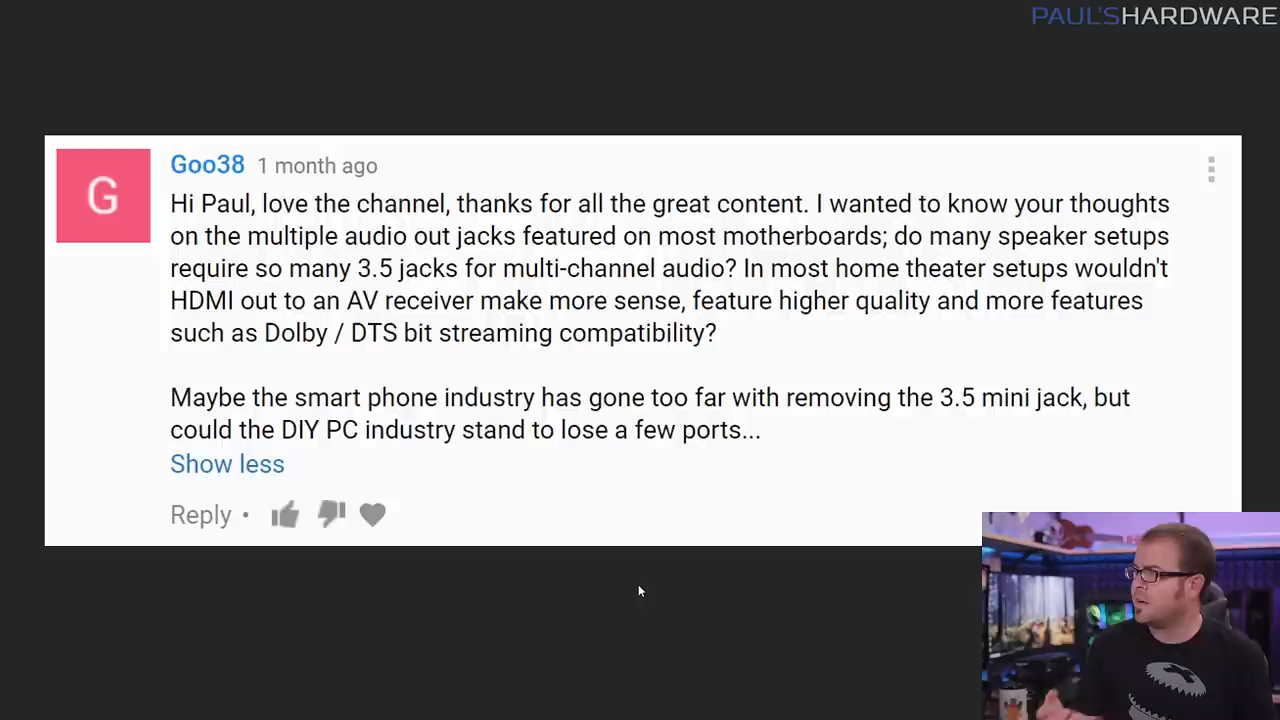 PAUL'SHARDWARE
G
Goo38 1 month ago
Hi Paul, love the channel, thanks for all the great content. I wanted to know your thoughts
on the multiple audio out jacks featured on most motherboards; do many speaker setups
require so many 3.5 jacks for multi-channel audio? In most home theater setups wouldn't
HDMI out to an AV receiver make more sense, feature higher quality and more features
such as Dolby / DTS bit streaming compatibility?
Maybe the smart phone industry has gone too far with removing the 3.5 mini jack, but
could the DIY PC industry stand to lose a few ports...
Show less
Reply •